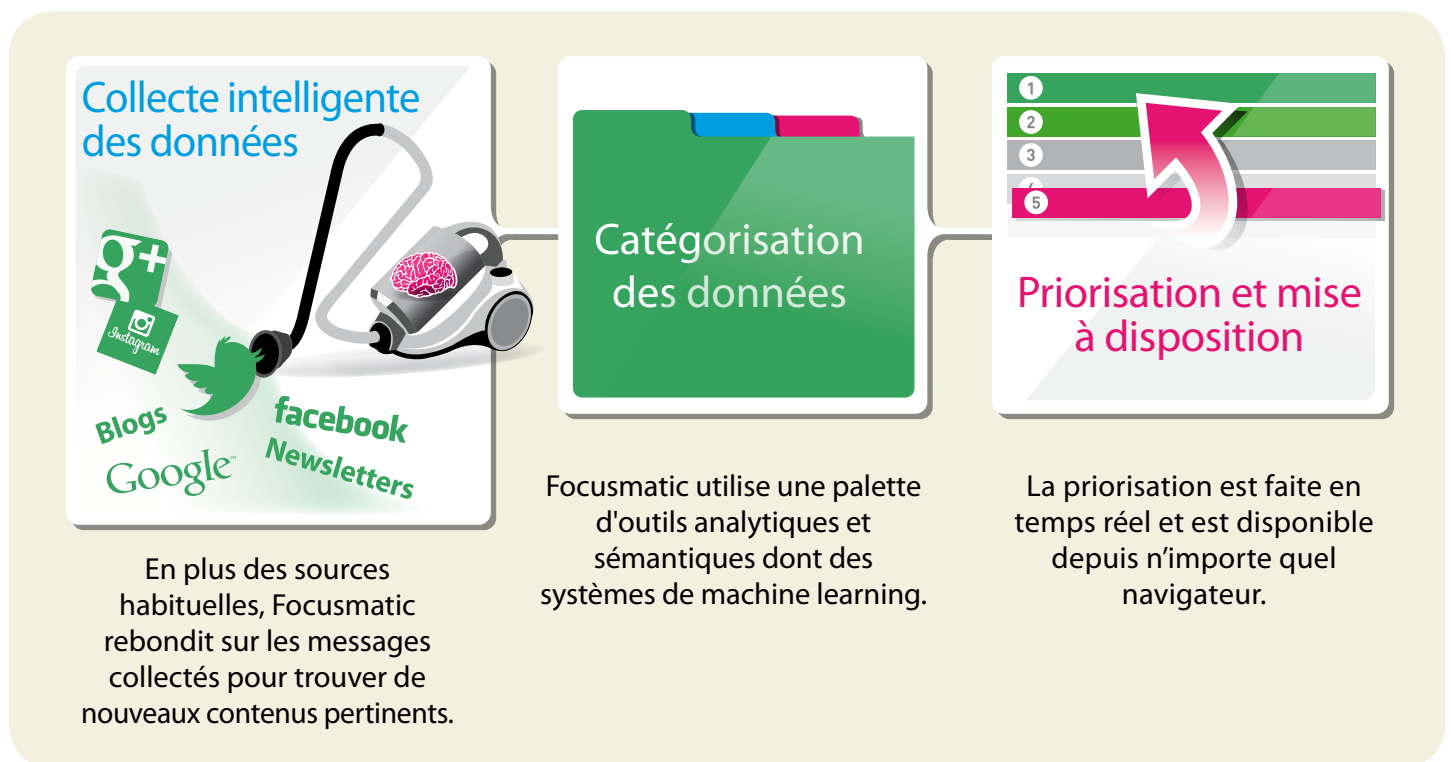 Collecte intelligente
des données
g+
Instagram
Blogs
facebook
Google™
Newsletters
En plus des sources
habituelles, Focusmatic
rebondit sur les messages
collectés pour trouver de
nouveaux contenus pertinents.
Catégorisation
des données
Focusmatic utilise une palette
d'outils analytiques et
sémantiques dont des
systèmes de machine learning.
1
2
3
5
Priorisation et mise
à disposition
La priorisation est faite en
temps réel et est disponible
depuis n’importe quel
navigateur.